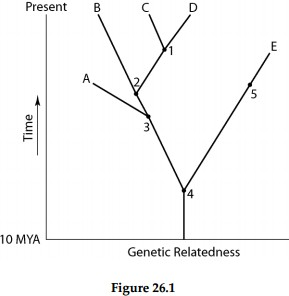 Present
B
C
D
E
1
A
2
5
3
Time
4
10 MYA
Genetic Relatedness
Figure 26.1